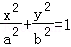 x²/a² + y²/b² = 1